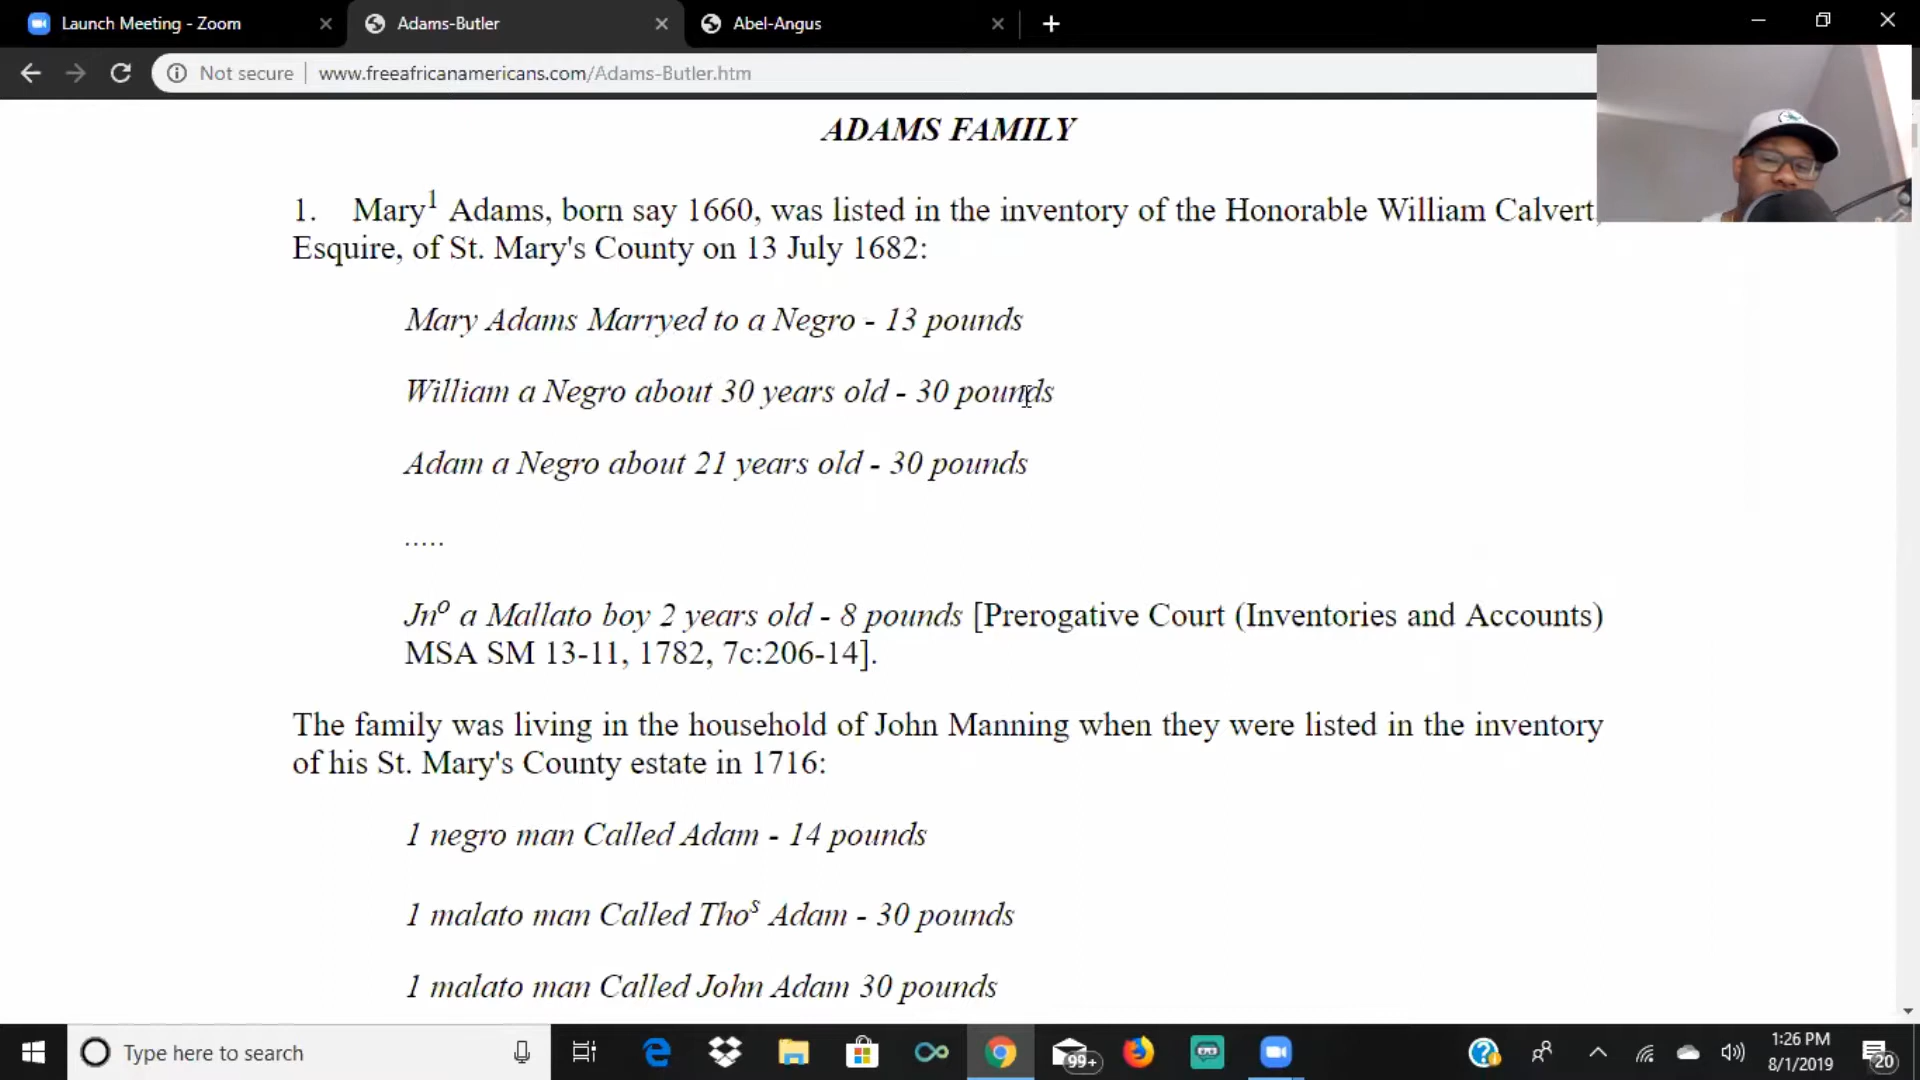 Launch Meeting - Zoom
Adams-Butler
Abel-Angus
Not secure
www.freeafricanamericans.com/Adams-Butler.htm
ADAMS FAMILY
1. Mary1 Adams, born say 1660, was listed in the inventory of the Honorable William Calvert,
Esquire, of St. Mary's County on 13 July 1682:
Mary Adams Marryed to a Negro - 13 pounds
William a Negro about 30 years old - 30 pounds
Adam a Negro about 21 years old - 30 pounds
.....
Jno a Mallato boy 2 years old - 8 pounds [Prerogative Court (Inventories and Accounts)
MSA SM 13-11, 1782, 7c:206-14].
The family was living in the household of John Manning when they were listed in the inventory
of his St. Mary's County estate in 1716:
1 negro man Called Adam - 14 pounds
1 malato man Called Thos Adam - 30 pounds
1 malato man Called John Adam 30 pounds
Type here to search
99+
1:26 PM
8/1/2019
20